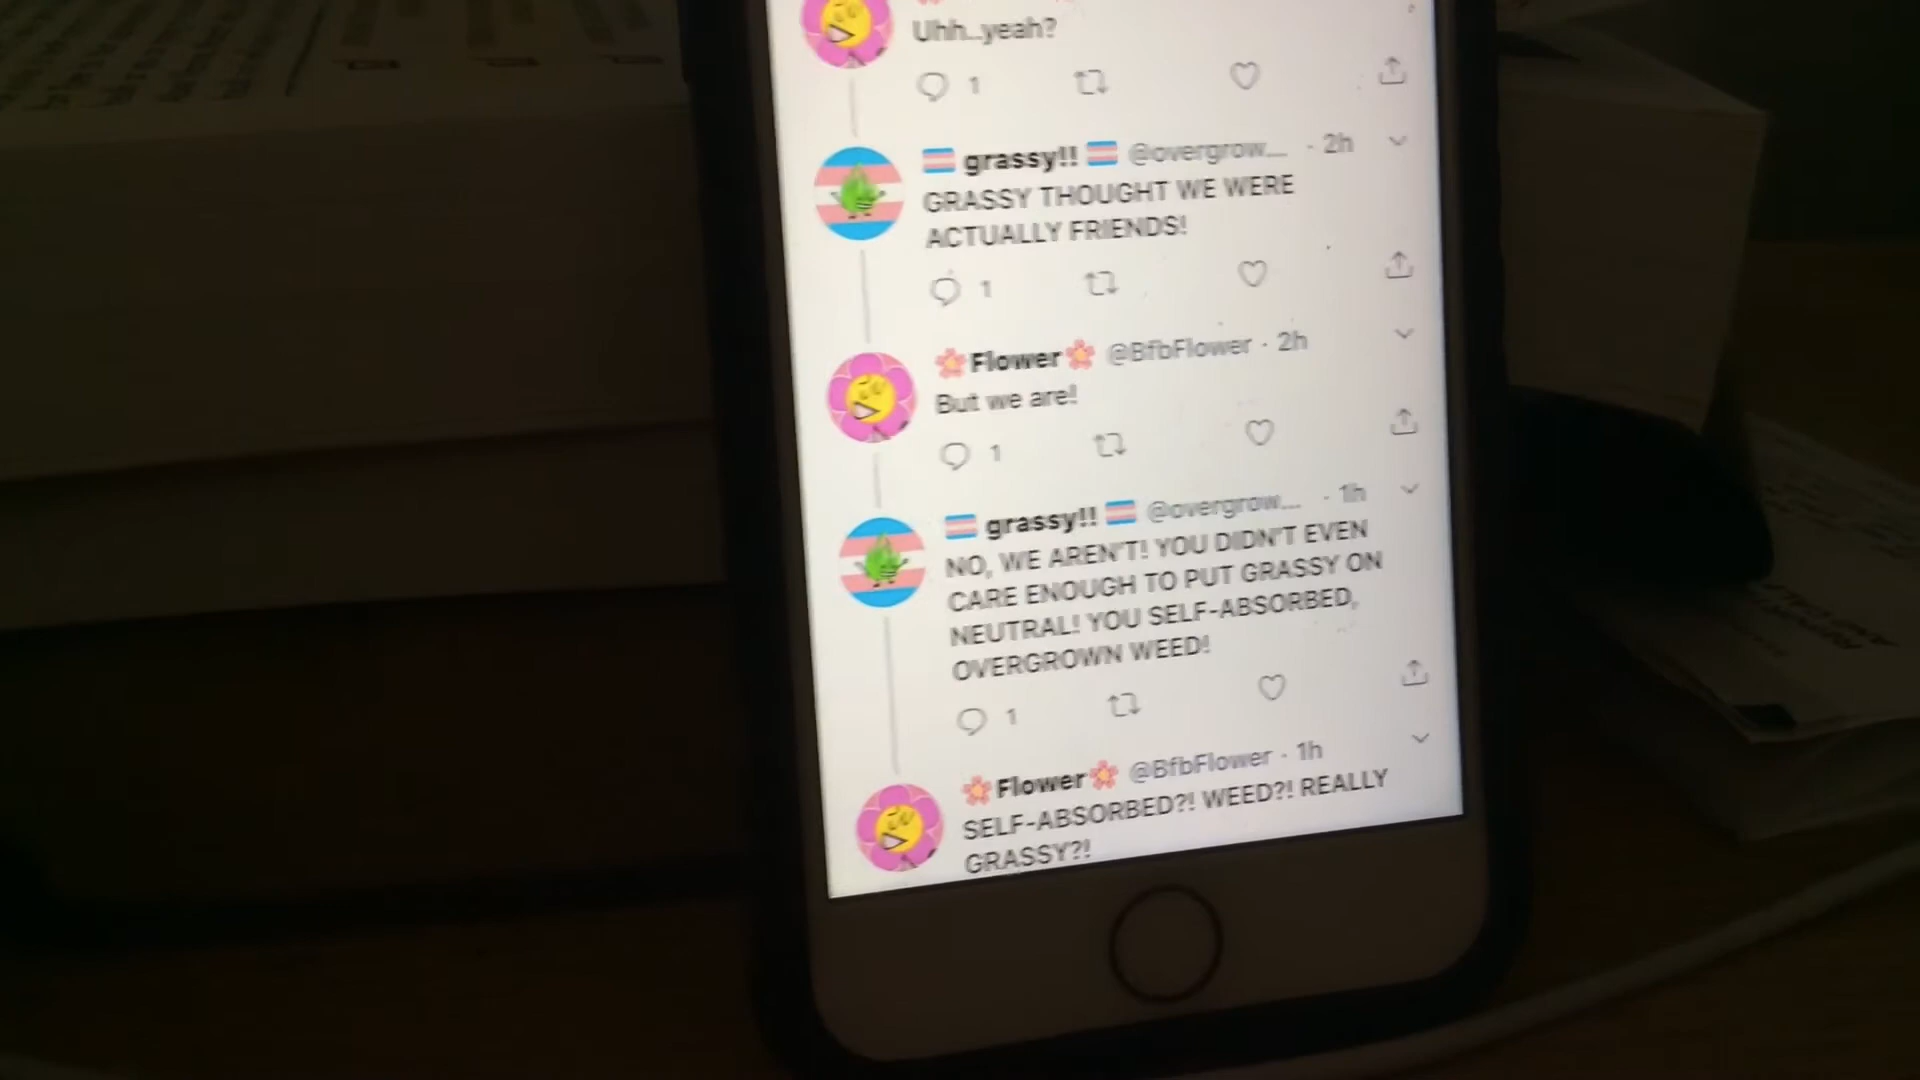 Uhh..yeah?
1
grassy!! @overgrow... · 2h
GRASSY THOUGHT WE WERE
ACTUALLY FRIENDS!
1
Flower @BfbFlower · 2h
But we are!
1
grassy!! @overgrow... · 1h
NO, WE AREN'T! YOU DIDN'T EVEN
CARE ENOUGH TO PUT GRASSY ON
NEUTRAL! YOU SELF-ABSORBED,
OVERGROWN WEED!
1
Flower @BfbFlower · 1h
SELF-ABSORBED?! WEED?! REALLY
GRASSY?!